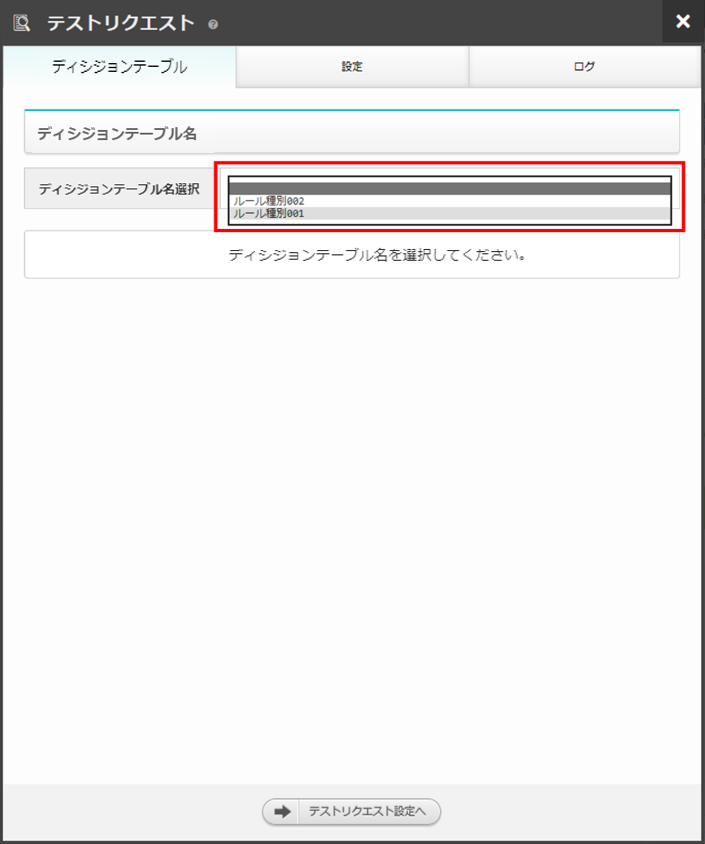 テストリクエスト
ディシジョンテーブル 設定 ログ
ディシジョンテーブル名
ディシジョンテーブル名選択
ルール種別002
ルール種別001
ディシジョンテーブル名を選択してください。
テストリクエスト設定へ